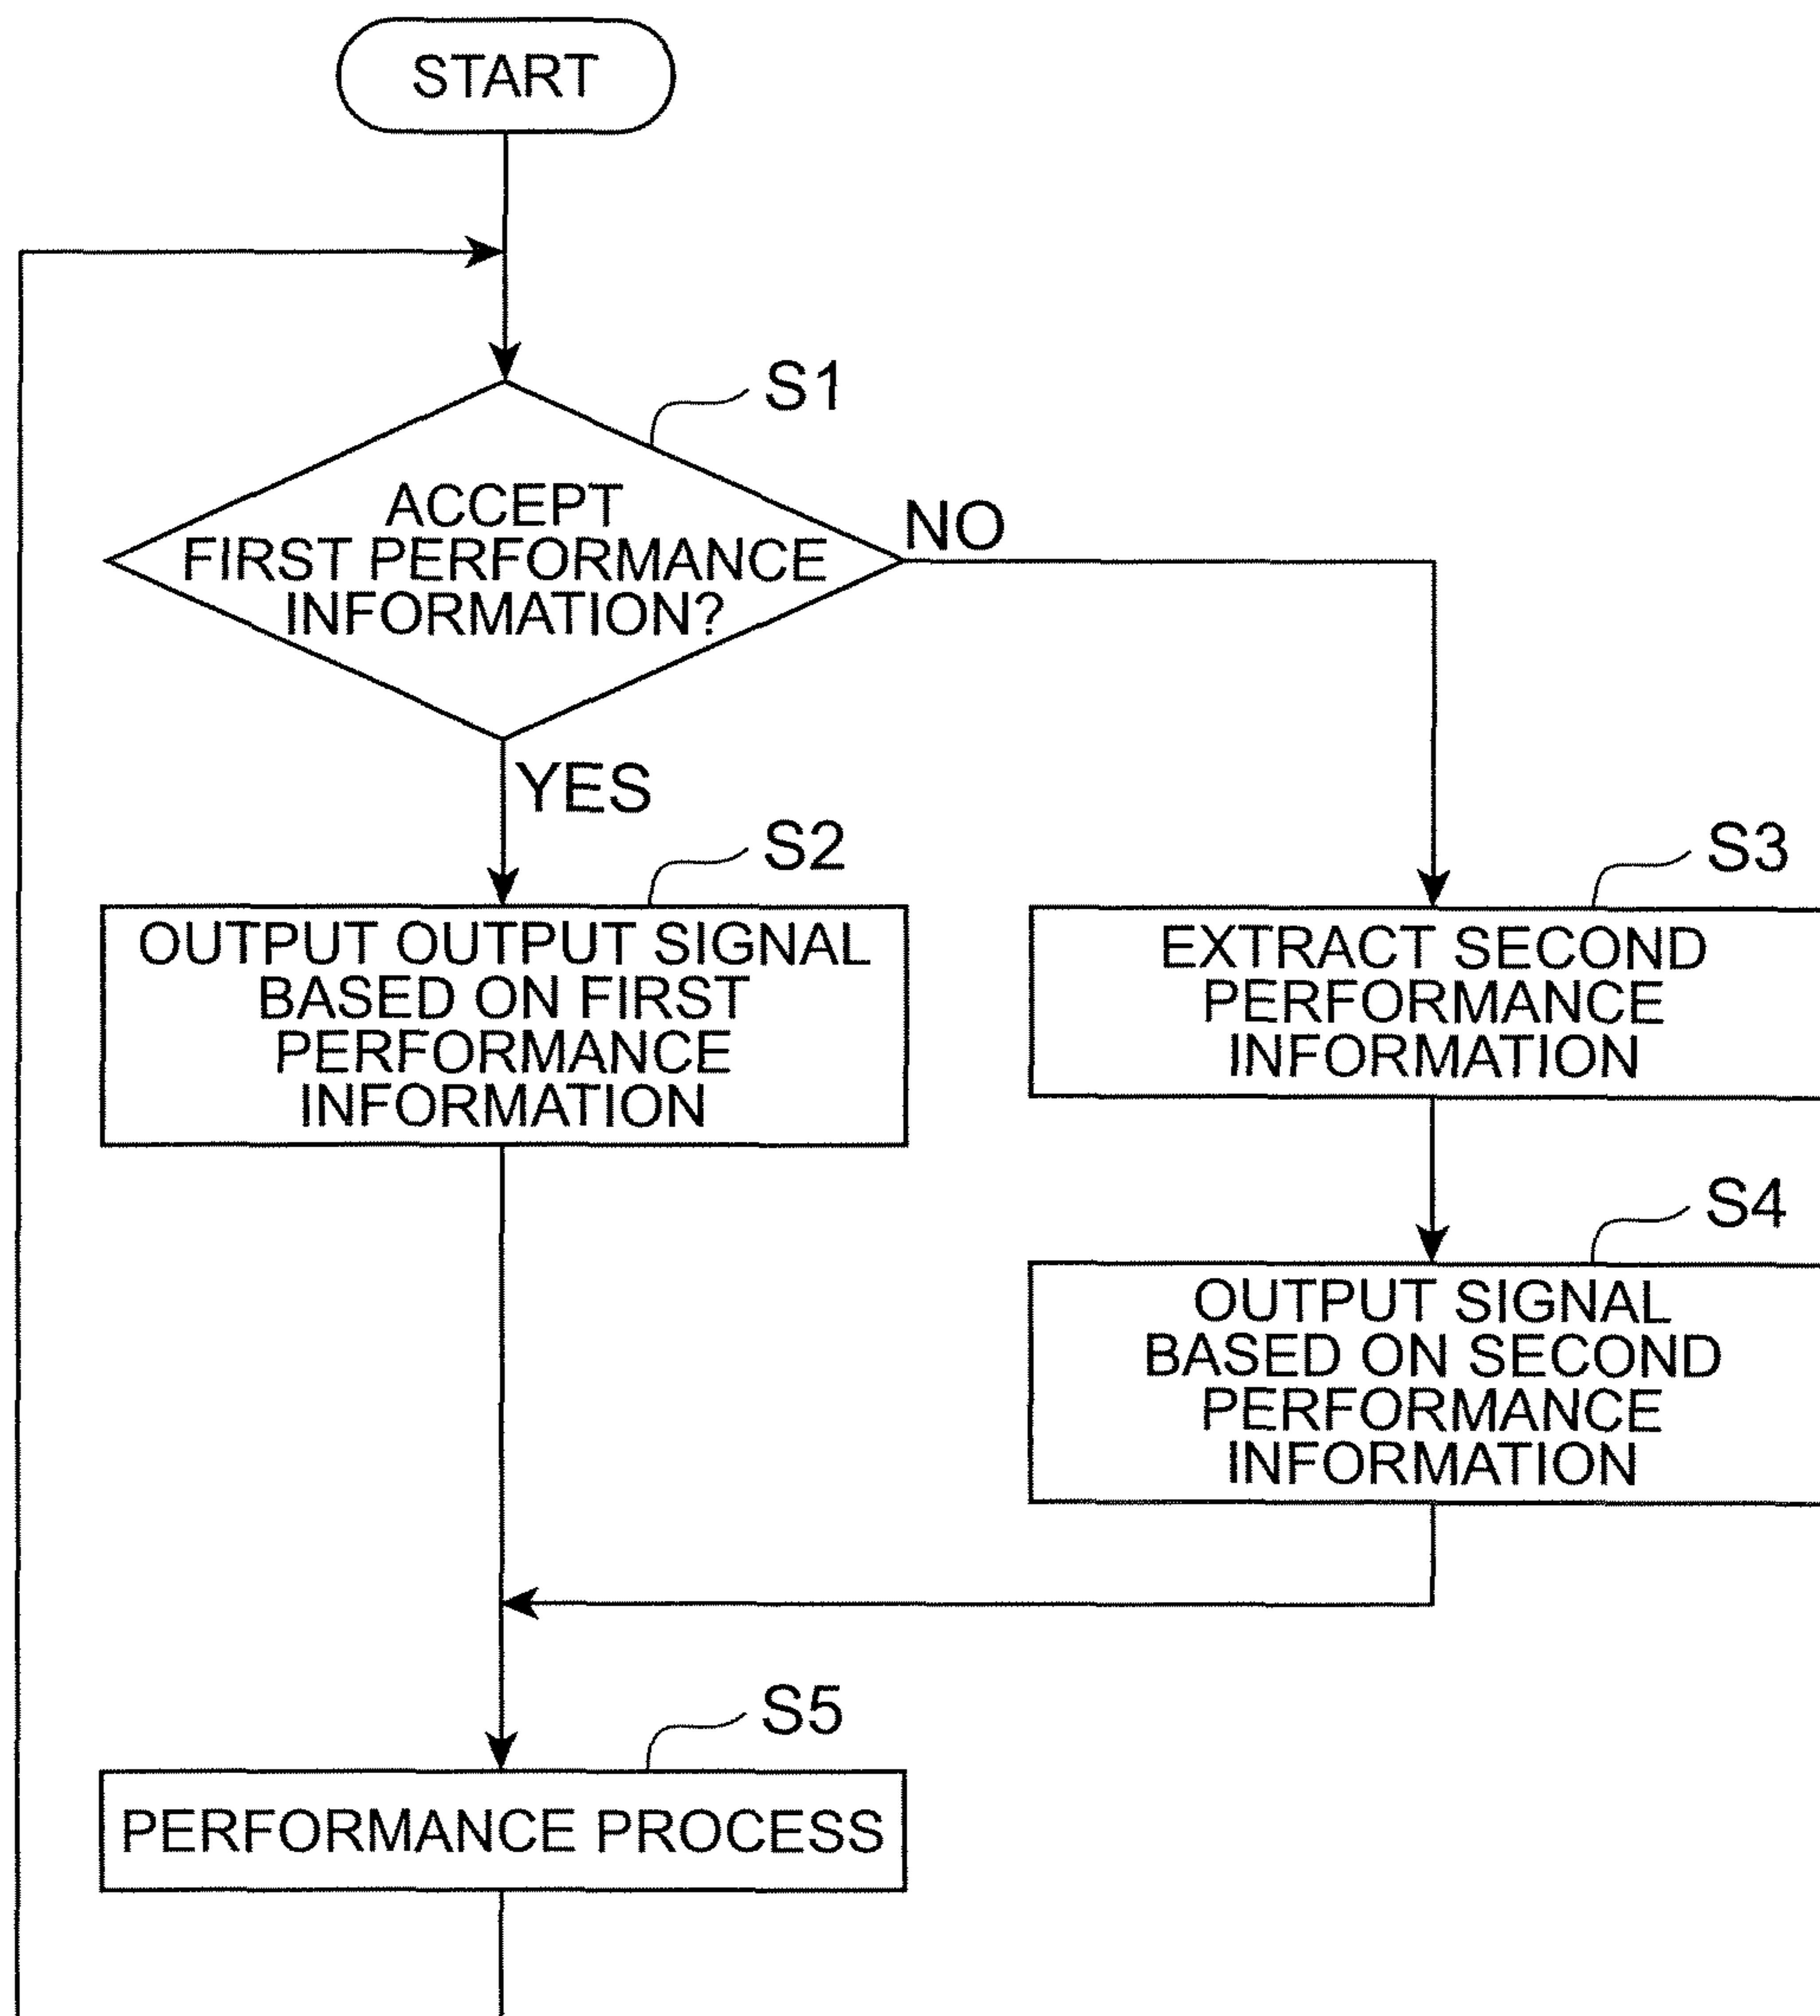 START
S1
ACCEPT
FIRST PERFORMANCE
INFORMATION?
NO
YES
S2
OUTPUT OUTPUT SIGNAL
BASED ON FIRST
PERFORMANCE
INFORMATION
S3
EXTRACT SECOND
PERFORMANCE
INFORMATION
S4
OUTPUT SIGNAL
BASED ON SECOND
PERFORMANCE
INFORMATION
S5
PERFORMANCE PROCESS